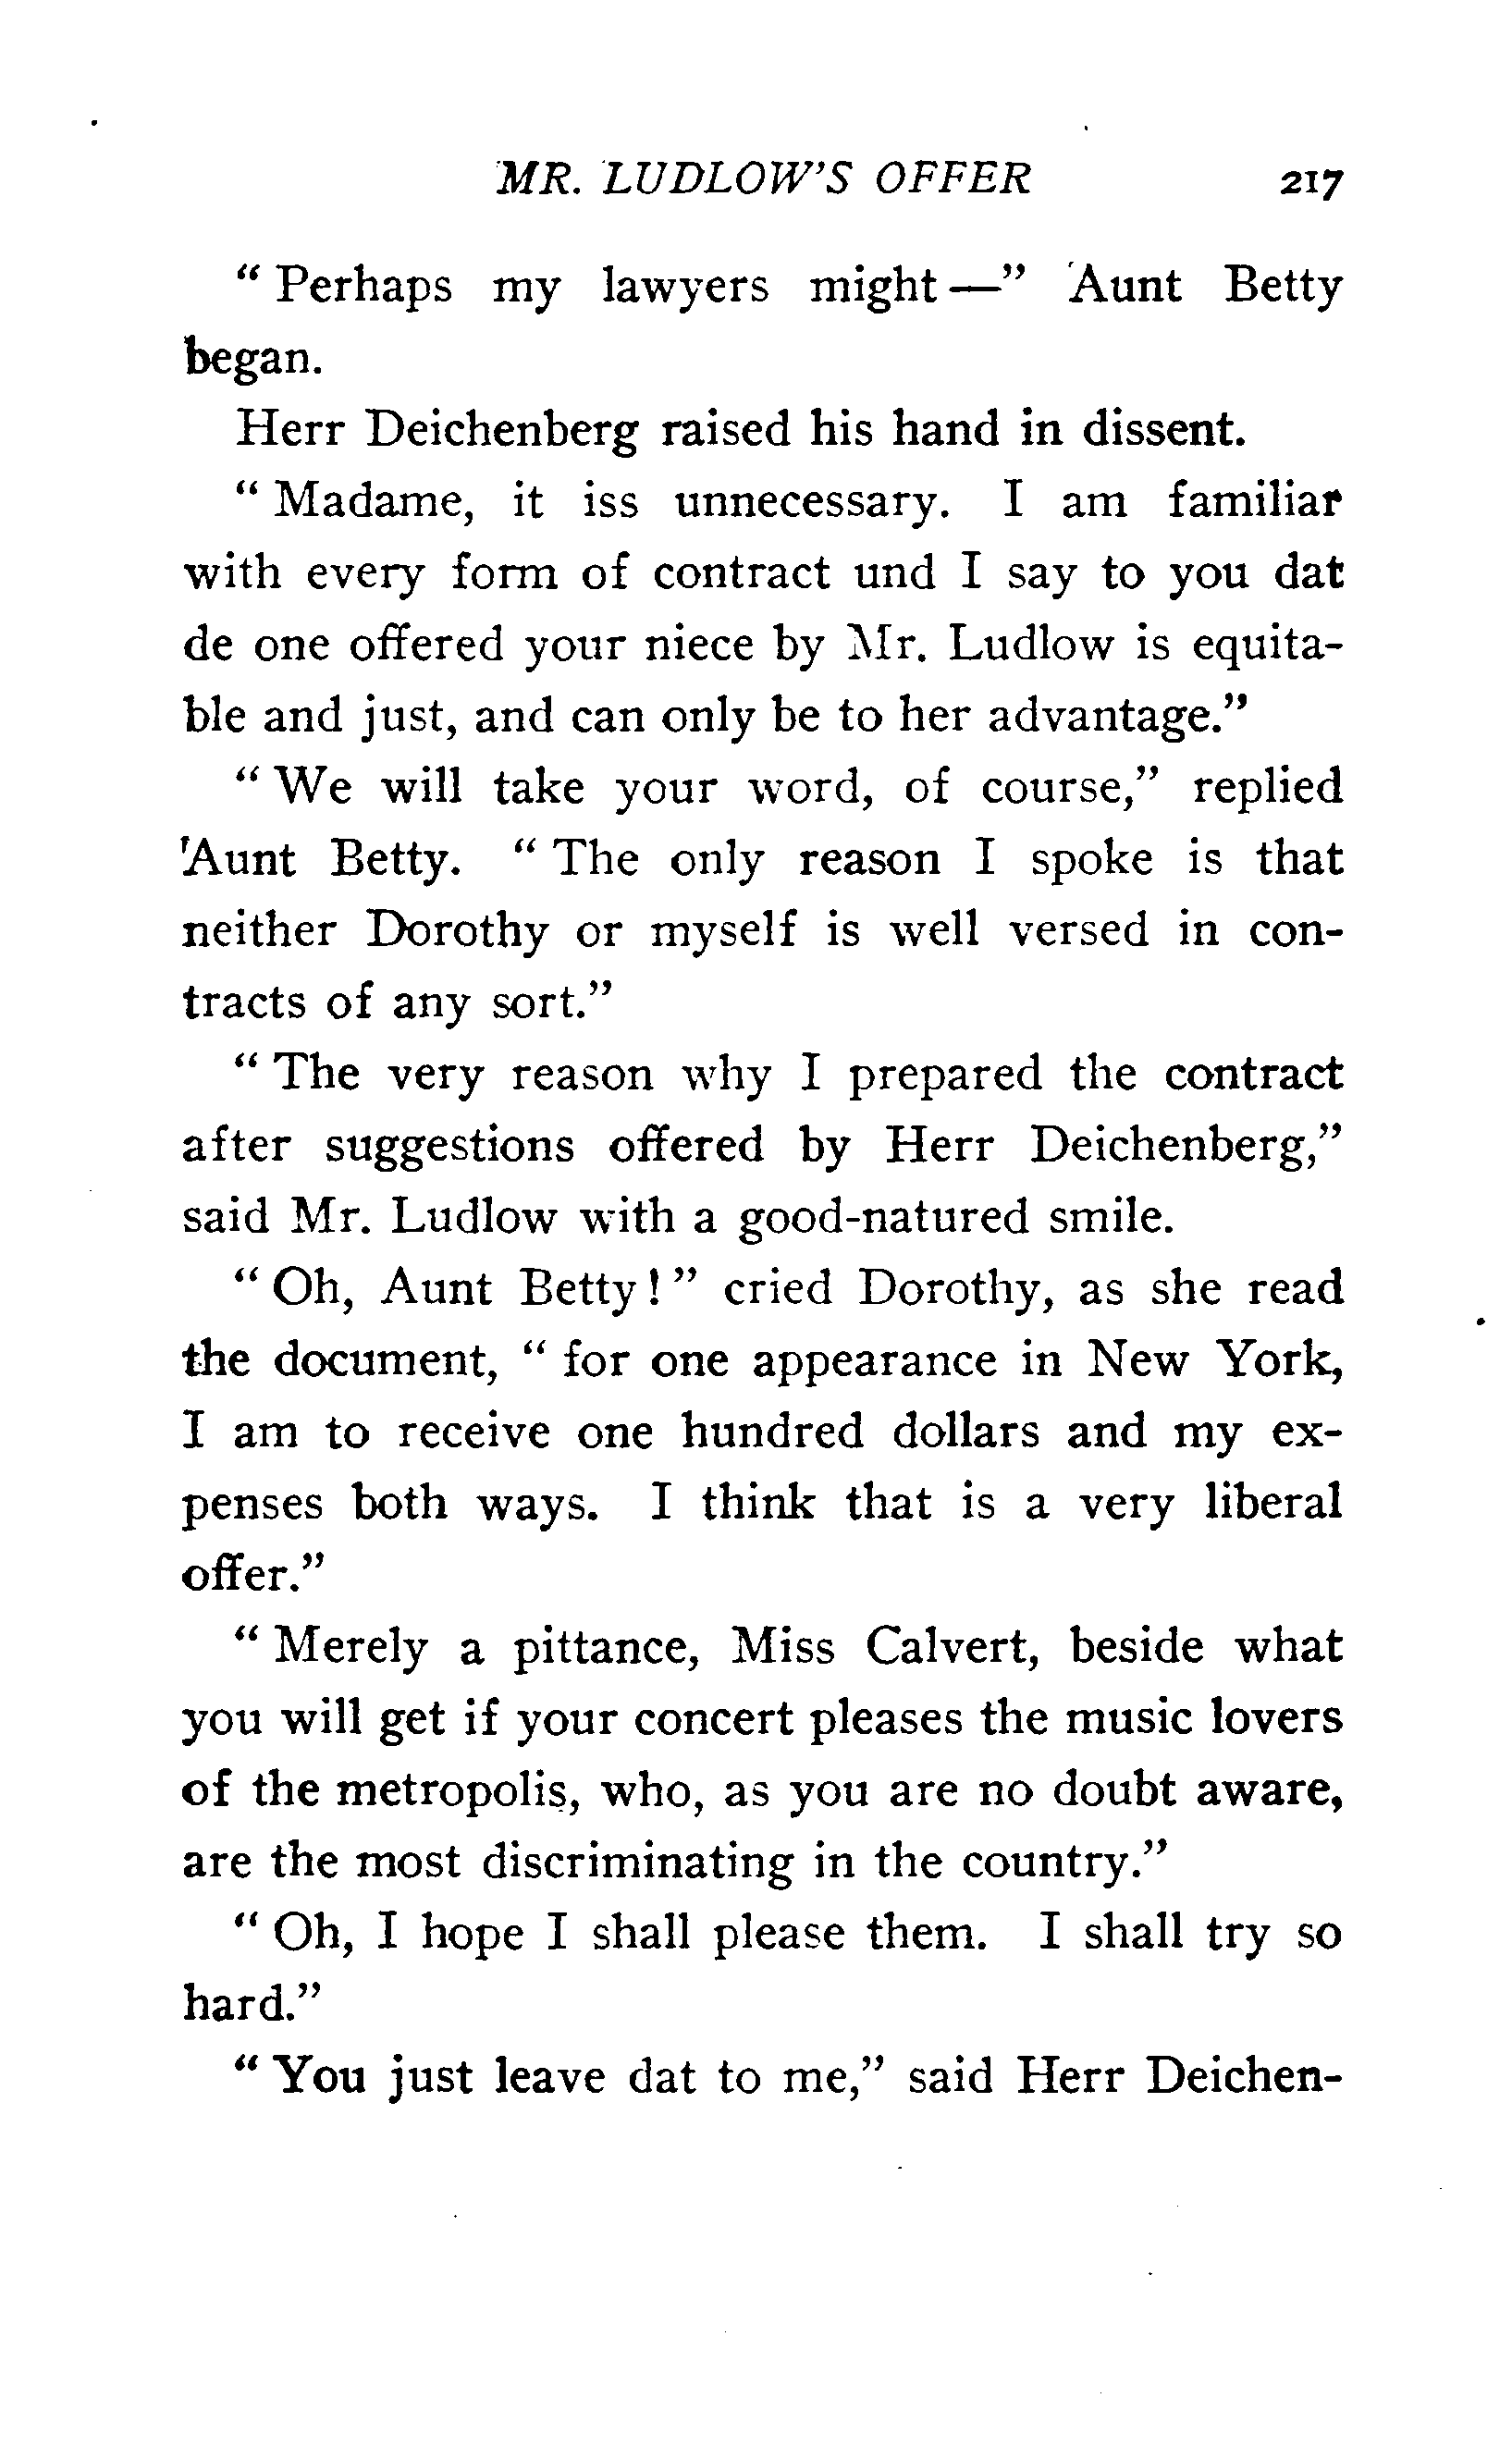 MR. LUDLOW'S OFFER 217
" Perhaps my lawyers might—" Aunt Betty
began.
Herr Deichenberg raised his hand in dissent.
" Madame, it iss unnecessary. I am familiar
with every form of contract und I say to you dat
de one offered your niece by Mr. Ludlow is equita-
ble and just, and can only be to her advantage."
" We will take your word, of course," replied
Aunt Betty. " The only reason I spoke is that
neither Dorothy or myself is well versed in con-
tracts of any sort."
" The very reason why I prepared the contract
after suggestions offered by Herr Deichenberg,"
said Mr. Ludlow with a good-natured smile.
" Oh, Aunt Betty! " cried Dorothy, as she read
the document, " for one appearance in New York,
I am to receive one hundred dollars and my ex-
penses both ways. I think that is a very liberal
offer."
" Merely a pittance, Miss Calvert, beside what
you will get if your concert pleases the music lovers
of the metropolis, who, as you are no doubt aware,
are the most discriminating in the country."
" Oh, I hope I shall please them. I shall try so
hard."
" You just leave dat to me," said Herr Deichen-